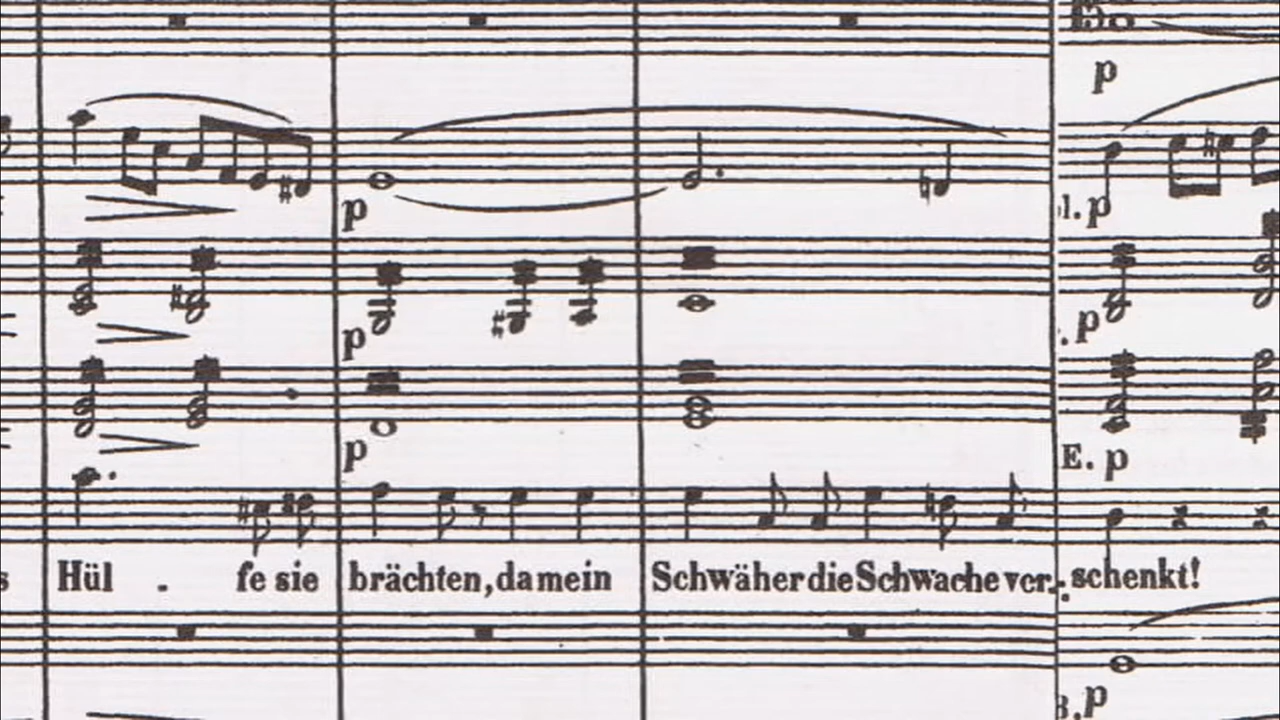 p
p
l. p
p
. p
p
E. p
s Hül - fe sie brächten, da mein Schwäher die Schwache ver- schenkt!
B. p